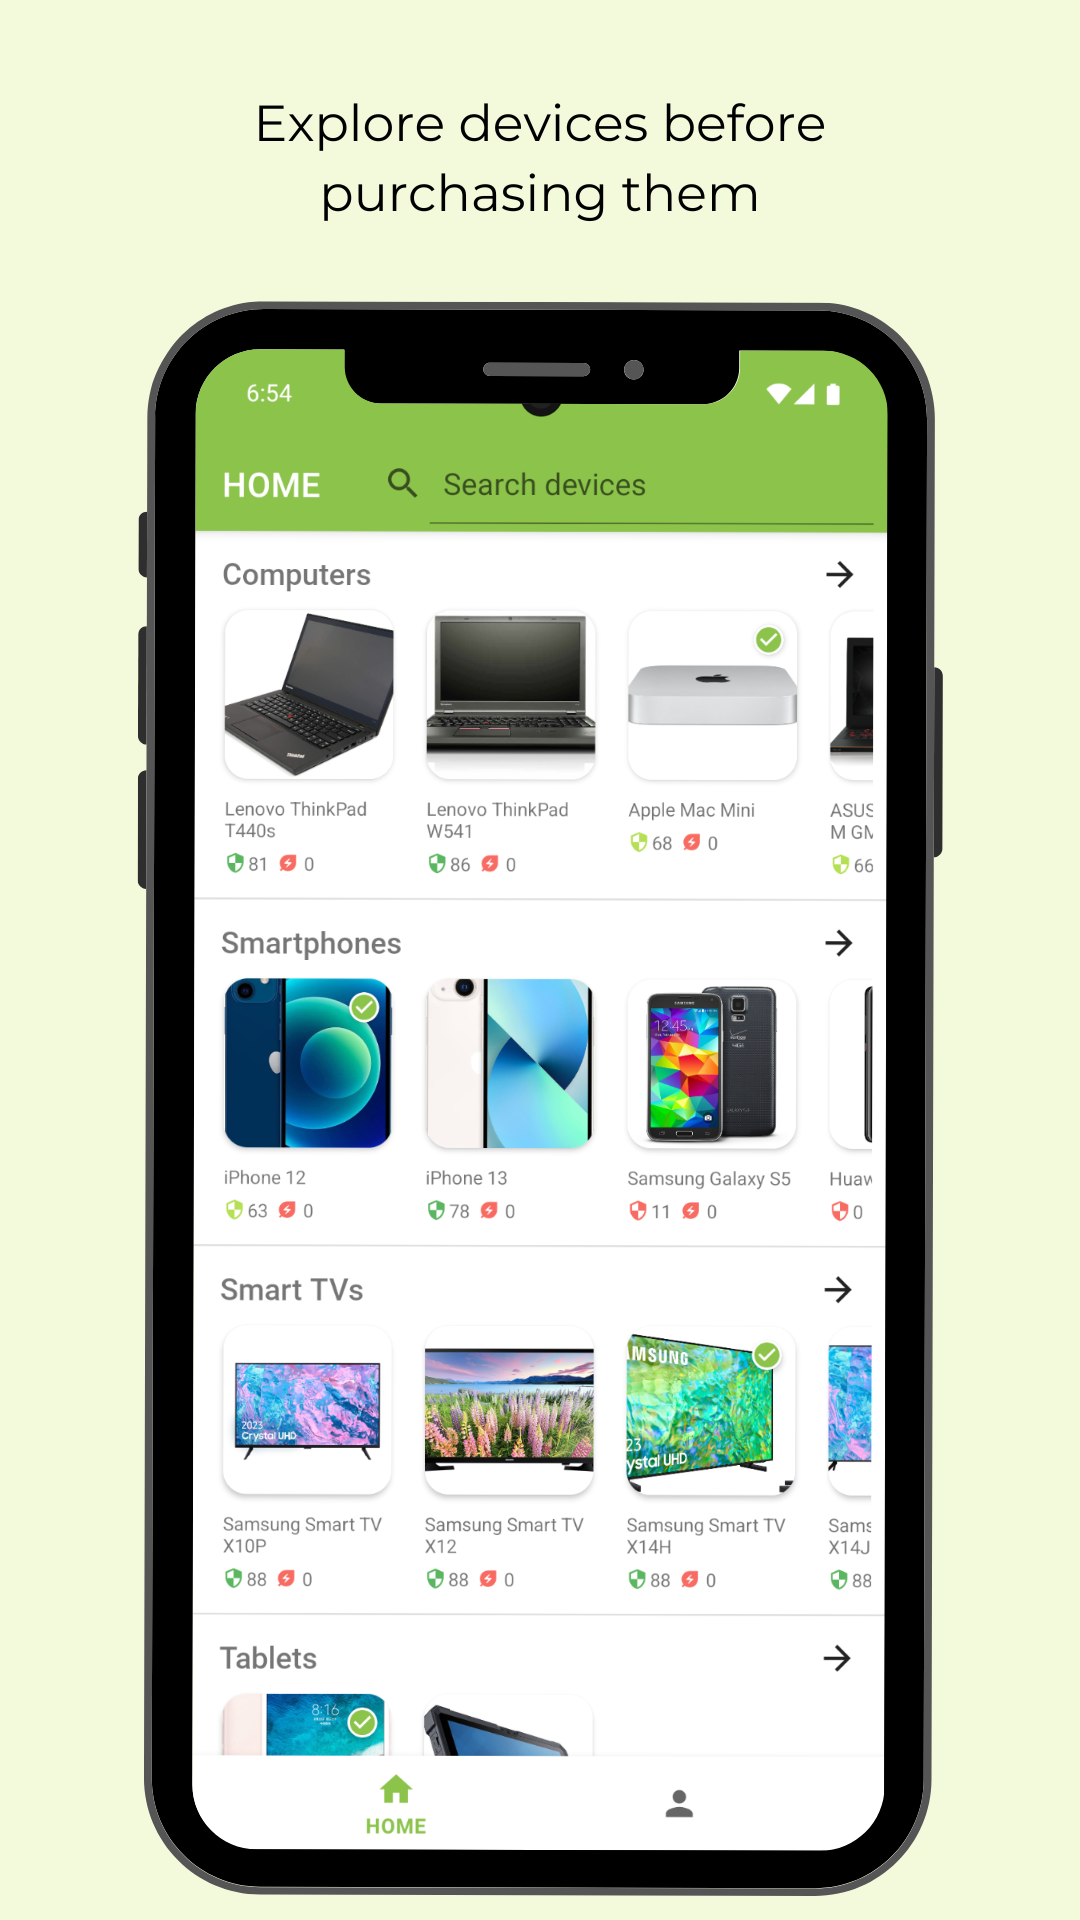 Explore devices before
purchasing them
6:54
HOME
Search devices
Computers
Lenovo ThinkPad
T440s
81 0
Lenovo ThinkPad
W541
86 0
Apple Mac Mini
68 0
ASUS
M GM
66
Smartphones
12:45
iPhone 12
63 0
iPhone 13
78 0
Samsung Galaxy S5
11 0
Huaw
0
Smart TVs
2023
Crystal UHD
AMSUNG
23
ystal UHD
Samsung Smart TV
X10P
88 0
Samsung Smart TV
X12
88 0
Samsung Smart TV
X14H
88 0
Sams
X14J
88
Tablets
8:16
HOME